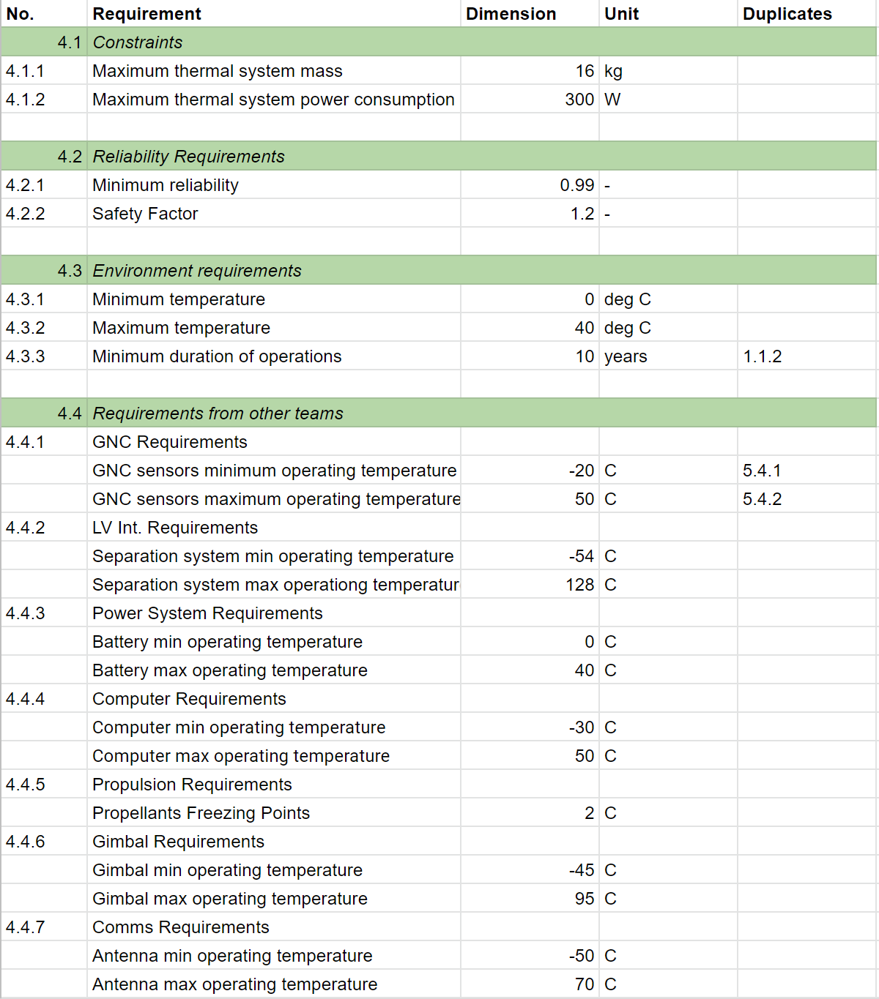 No. Requirement Dimension Unit Duplicates
4.1 Constraints
4.1.1 Maximum thermal system mass 16 kg
4.1.2 Maximum thermal system power consumption 300 W
4.2 Reliability Requirements
4.2.1 Minimum reliability 0.99 -
4.2.2 Safety Factor 1.2 -
4.3 Environment requirements
4.3.1 Minimum temperature 0 deg C
4.3.2 Maximum temperature 40 deg C
4.3.3 Minimum duration of operations 10 years 1.1.2
4.4 Requirements from other teams
4.4.1 GNC Requirements
GNC sensors minimum operating temperature -20 C 5.4.1
GNC sensors maximum operating temperature 50 C 5.4.2
4.4.2 LV Int. Requirements
Separation system min operating temperature -54 C
Separation system max operationg temperatur 128 C
4.4.3 Power System Requirements
Battery min operating temperature 0 C
Battery max operating temperature 40 C
4.4.4 Computer Requirements
Computer min operating temperature -30 C
Computer max operating temperature 50 C
4.4.5 Propulsion Requirements
Propellants Freezing Points 2 C
4.4.6 Gimbal Requirements
Gimbal min operating temperature -45 C
Gimbal max operating temperature 95 C
4.4.7 Comms Requirements
Antenna min operating temperature -50 C
Antenna max operating temperature 70 C